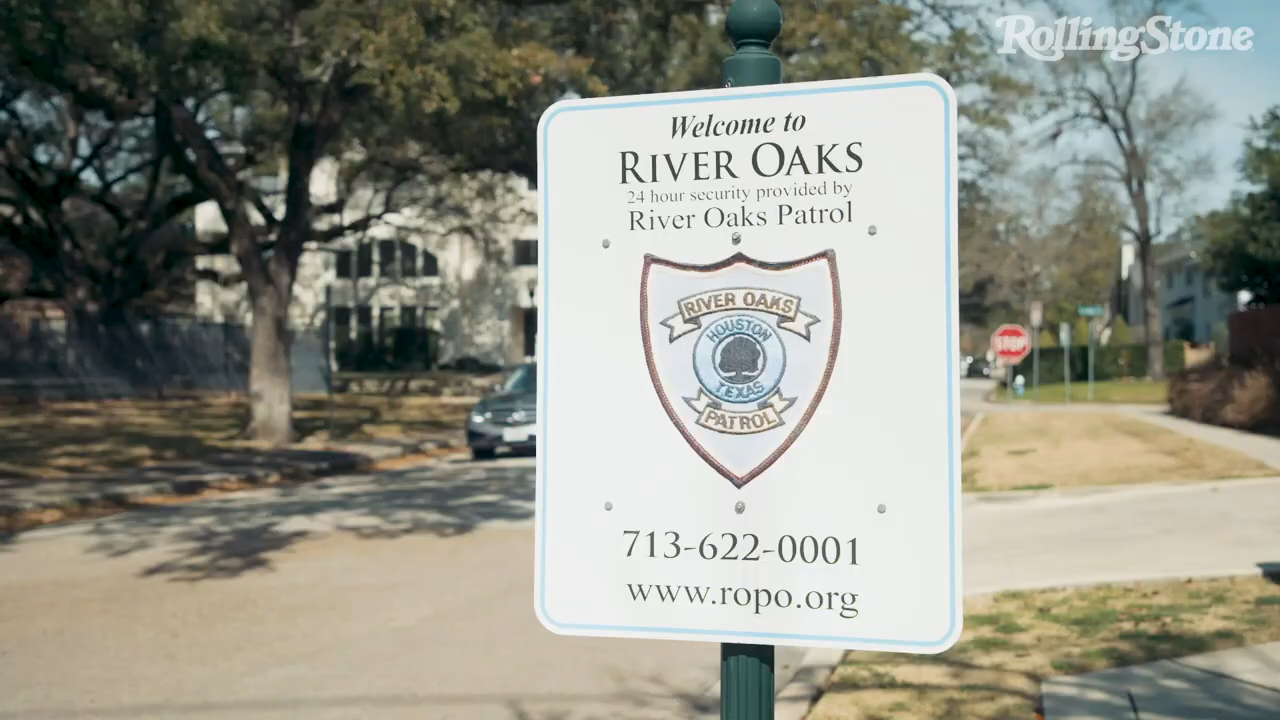 RollingStone
Welcome to
RIVER OAKS
24 hour security provided by
River Oaks Patrol
RIVER OAKS
HOUSTON
TEXAS
PATROL
713-622-0001
www.ropo.org
STOP